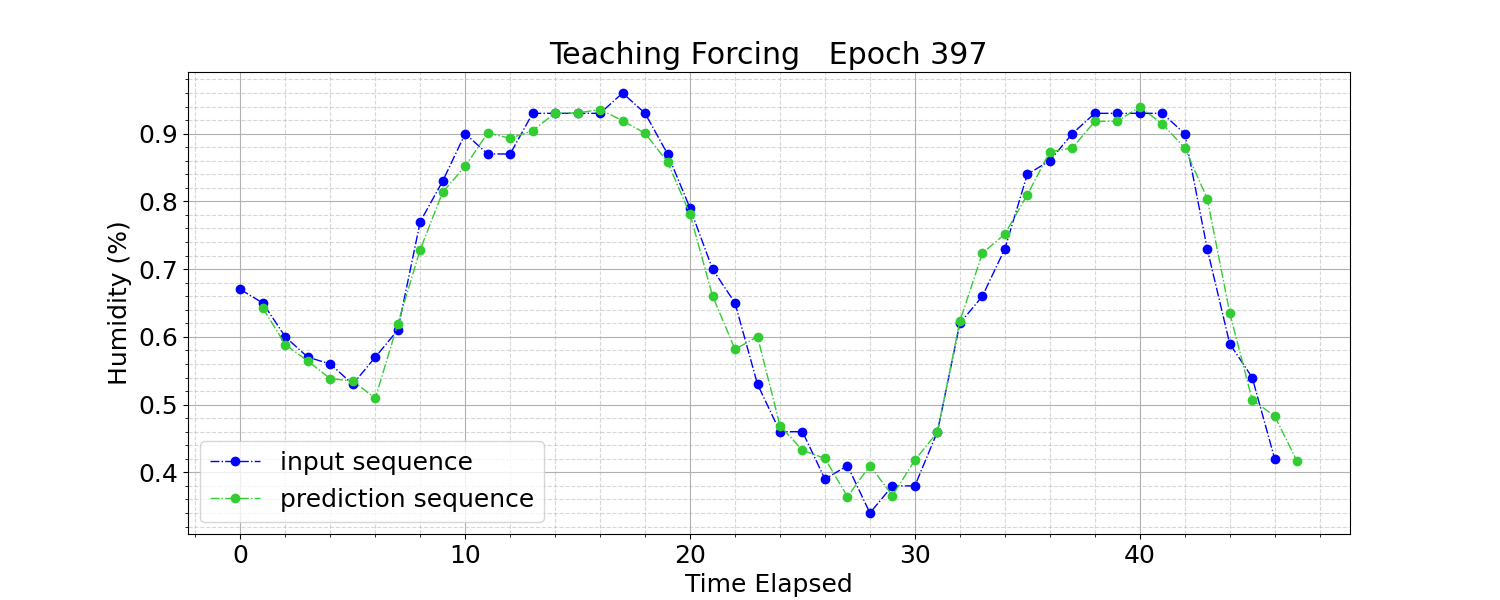 Teaching Forcing   Epoch 397
Humidity (%)
0.9
0.8
0.7
0.6
0.5
0.4
input sequence
prediction sequence
0 10 20 30 40
Time Elapsed